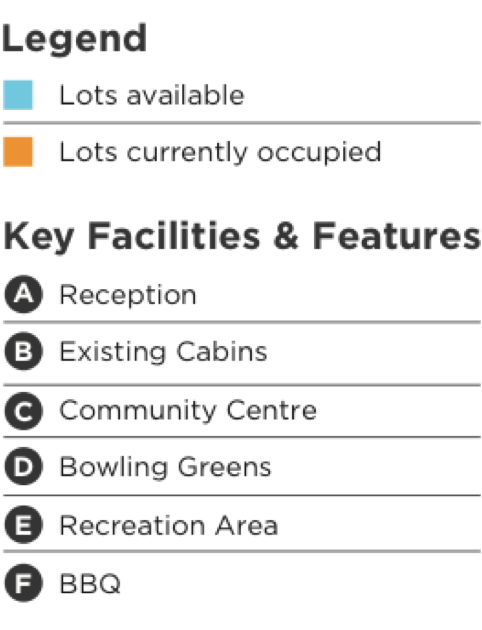 Legend
Lots available
Lots currently occupied
Key Facilities & Features
A Reception
B Existing Cabins
C Community Centre
D Bowling Greens
E Recreation Area
F BBQ